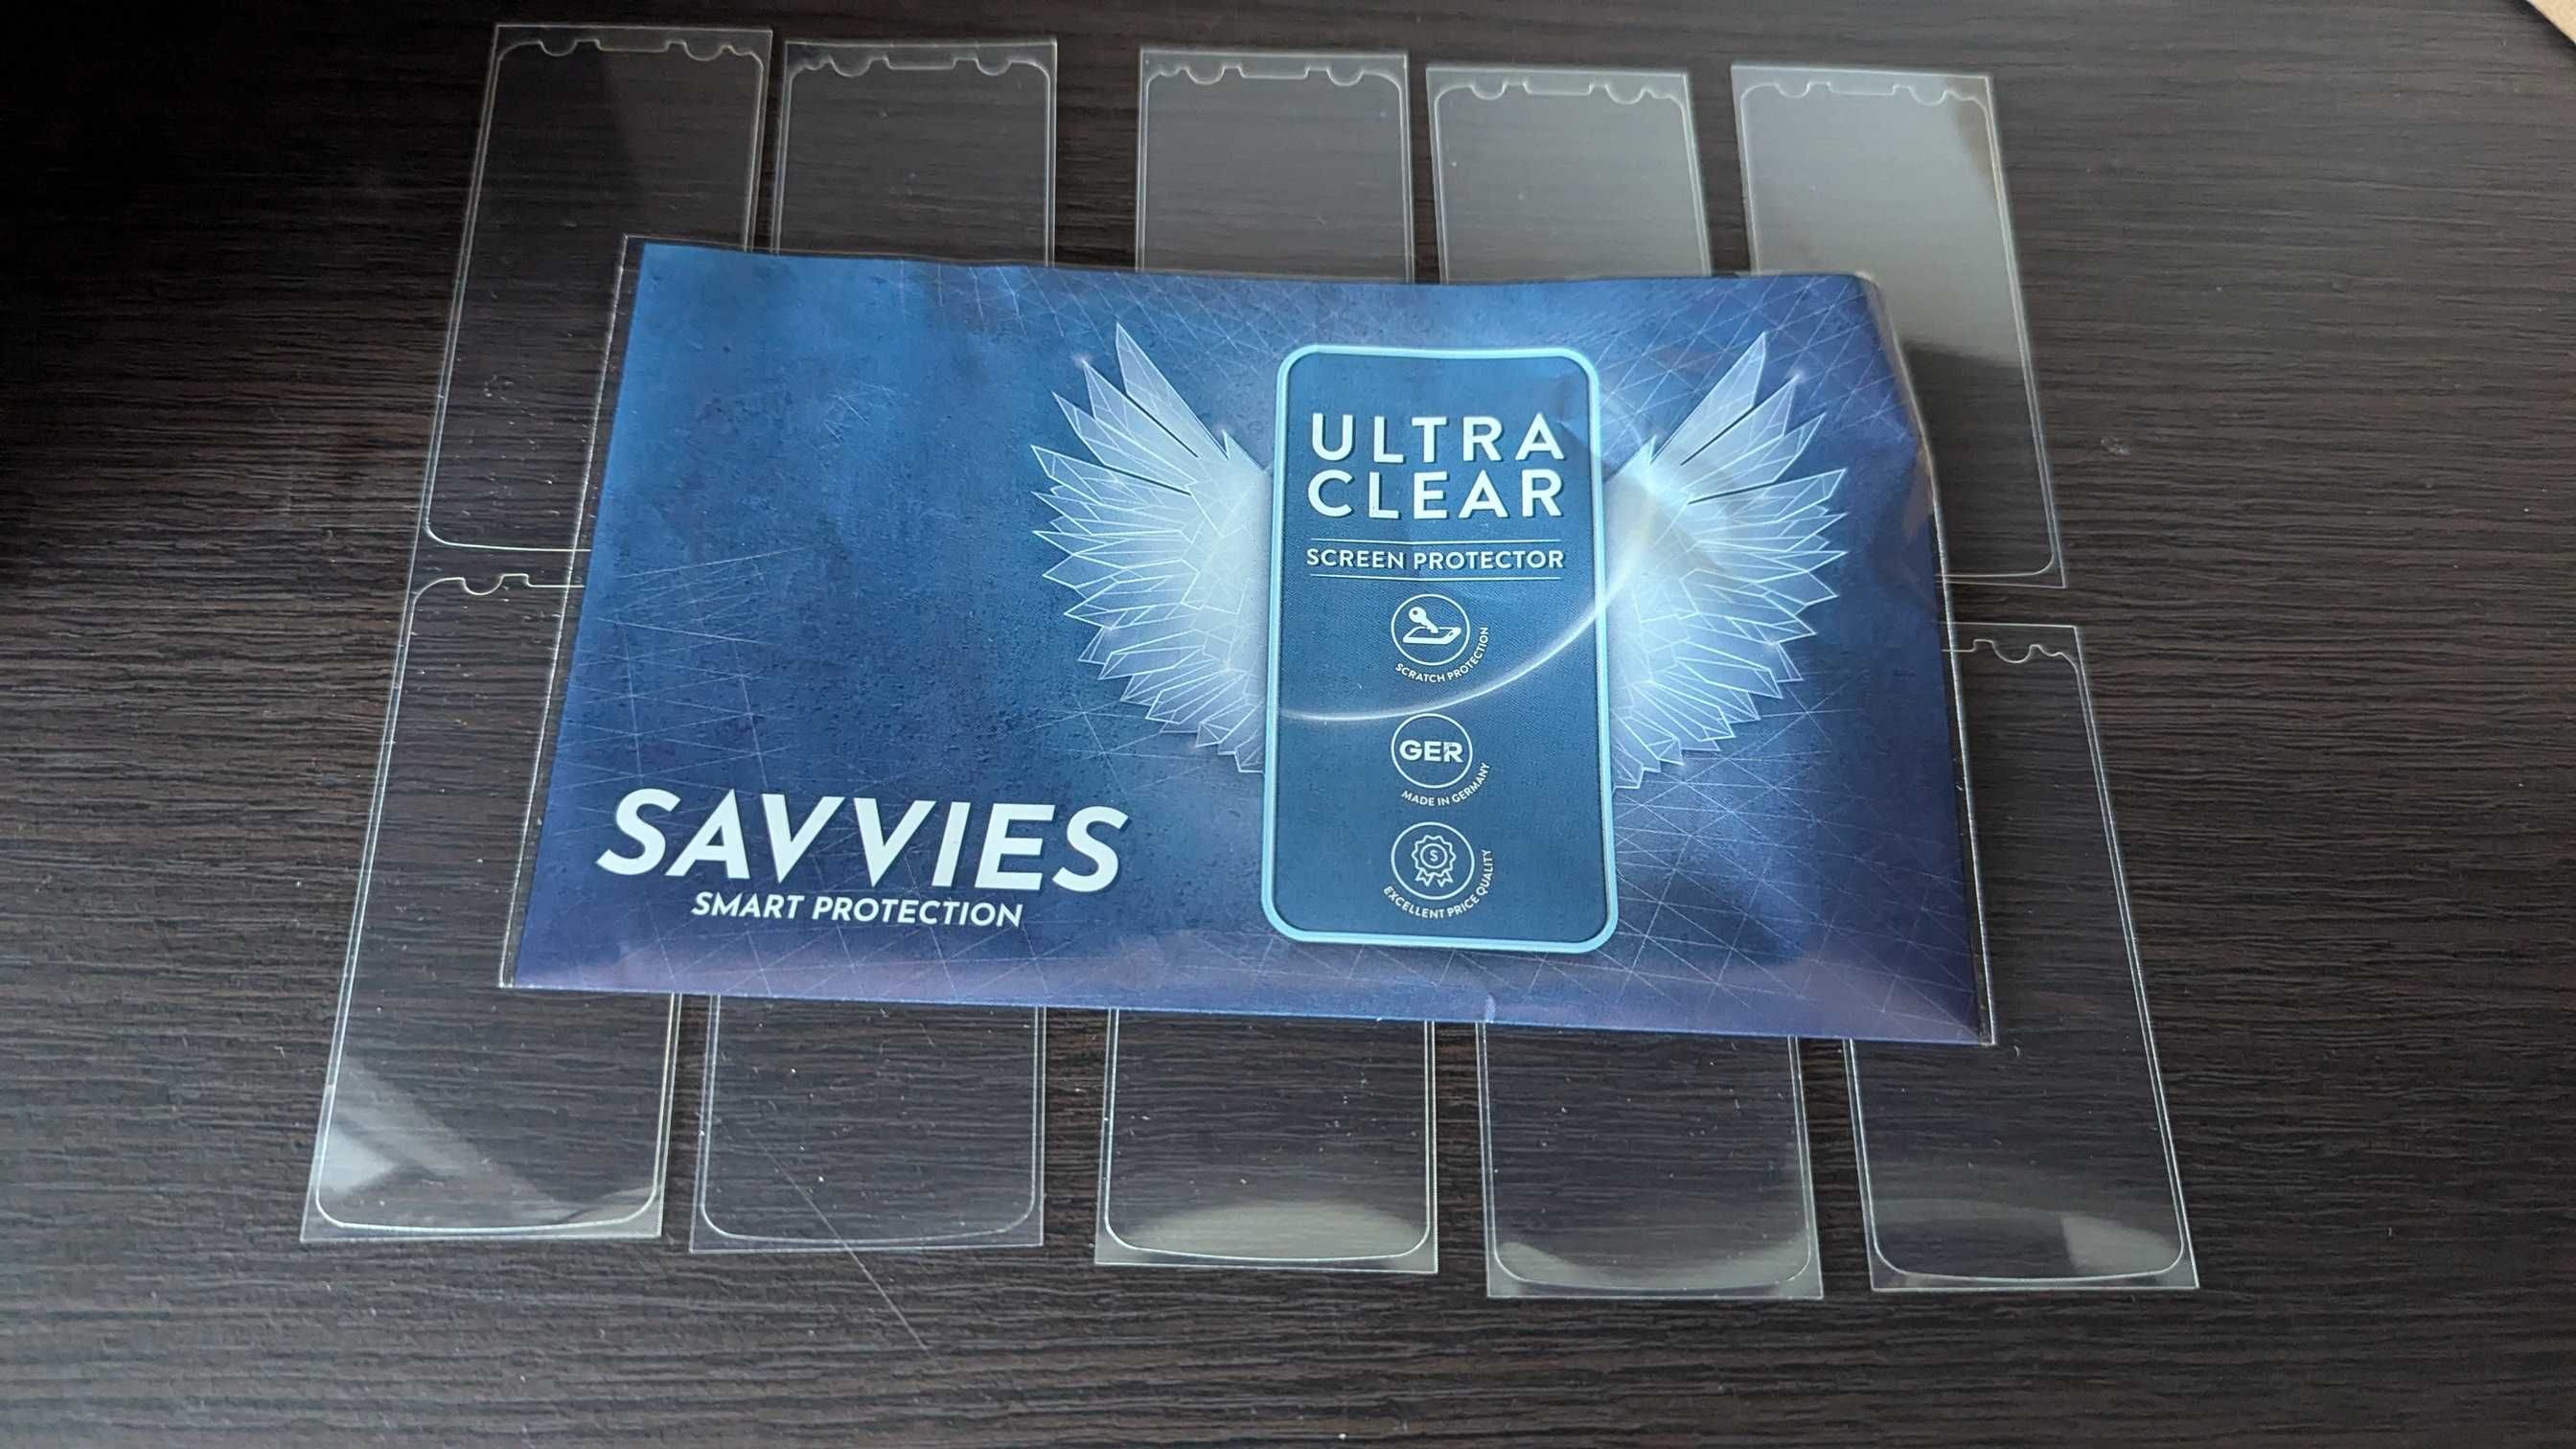 ULTRA
CLEAR
SCREEN PROTECTOR
SCRATCH PROTECTION
GER
MADE IN GERMANY
S
EXCELLENT PRICE QUALITY
SAVVIES
SMART PROTECTION